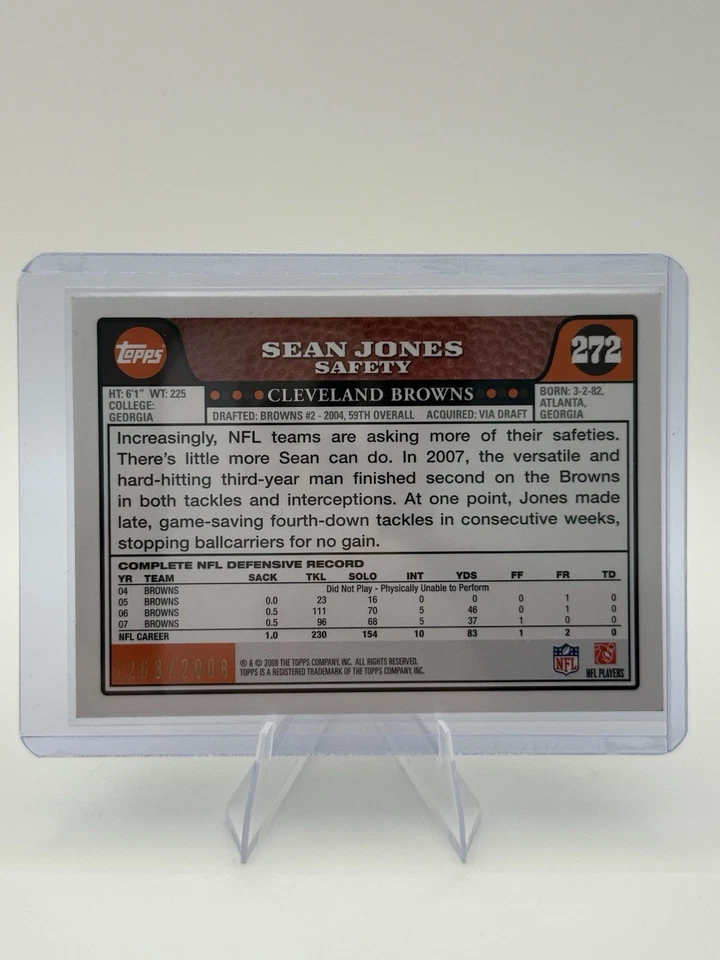 topps
SEAN JONES
SAFETY
272
HT: 6'1" WT: 225
COLLEGE:
GEORGIA
CLEVELAND BROWNS
DRAFTED: BROWNS #2 - 2004, 59TH OVERALL ACQUIRED: VIA DRAFT
BORN: 3-2-82,
ATLANTA,
GEORGIA
Increasingly, NFL teams are asking more of their safeties.
There's little more Sean can do. In 2007, the versatile and
hard-hitting third-year man finished second on the Browns
in both tackles and interceptions. At one point, Jones made
late, game-saving fourth-down tackles in consecutive weeks,
stopping ballcarriers for no gain.
COMPLETE NFL DEFENSIVE RECORD
YR TEAM SACK TKL SOLO INT YDS FF FR TD
04 BROWNS Did Not Play - Physically Unable to Perform
05 BROWNS 0.0 23 16 0 0 0 1 0
06 BROWNS 0.5 111 70 5 46 0 1 0
07 BROWNS 0.5 96 68 5 37 1 0 0
NFL CAREER 1.0 230 154 10 83 1 2 0
® & © 2008 THE TOPPS COMPANY, INC. ALL RIGHTS RESERVED.
TOPPS IS A REGISTERED TRADEMARK OF THE TOPPS COMPANY, INC.
NFL
NFL PLAYERS